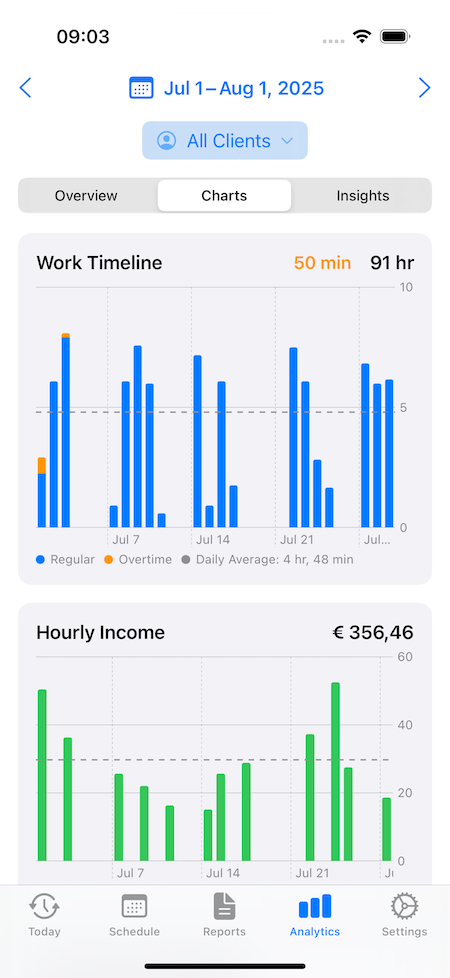 09:03
Jul 1–Aug 1, 2025
All Clients
Overview Charts Insights
Work Timeline 50 min 91 hr
10
5
0
Jul 7 Jul 14 Jul 21 Jul...
Regular Overtime Daily Average: 4 hr, 48 min
Hourly Income € 356,46
60
40
20
0
Jul 7 Jul 14 Jul 21
Today Schedule Reports Analytics Settings